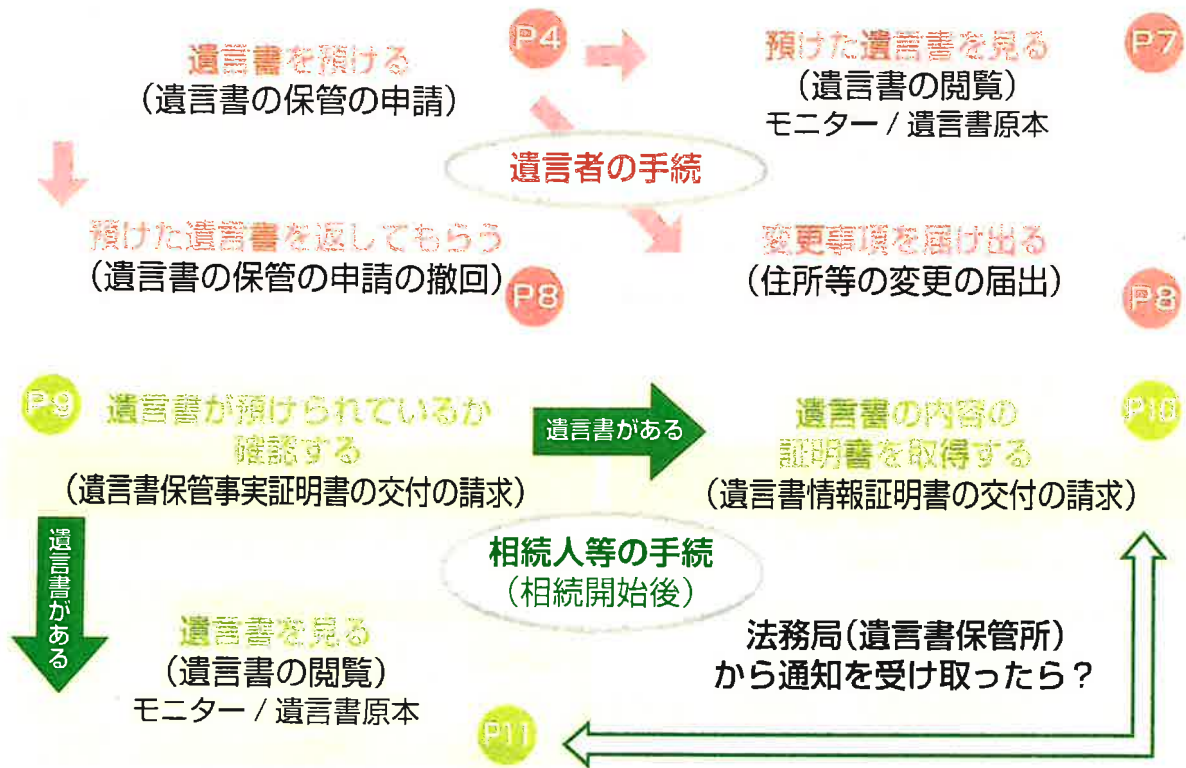 P4
遺言書を預ける
(遺言書の保管の申請)
P7
預けた遺言書を見る
(遺言書の閲覧)
モニター / 遺言書原本
遺言者の手続
預けた遺言書を返してもらう
(遺言書の保管の申請の撤回)
P8
変更事項を届け出る
(住所等の変更の届出)
P8
P9
遺言書が預けられているか
確認する
(遺言書保管事実証明書の交付の請求)
遺言書がある
P10
遺言書の内容の
証明書を取得する
(遺言書情報証明書の交付の請求)
相続人等の手続
(相続開始後)
遺言書がある
遺言書を見る
(遺言書の閲覧)
モニター / 遺言書原本
P11
法務局(遺言書保管所)
から通知を受け取ったら?